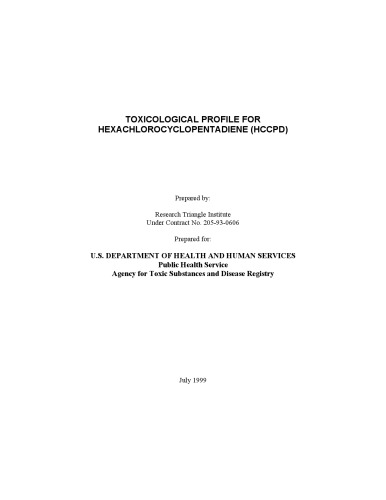 TOXICOLOGICAL PROFILE FOR
HEXACHLOROCYCLOPENTADIENE (HCCPD)
Prepared by:
Research Triangle Institute
Under Contract No. 205-93-0606
Prepared for:
U.S. DEPARTMENT OF HEALTH AND HUMAN SERVICES
Public Health Service
Agency for Toxic Substances and Disease Registry
July 1999